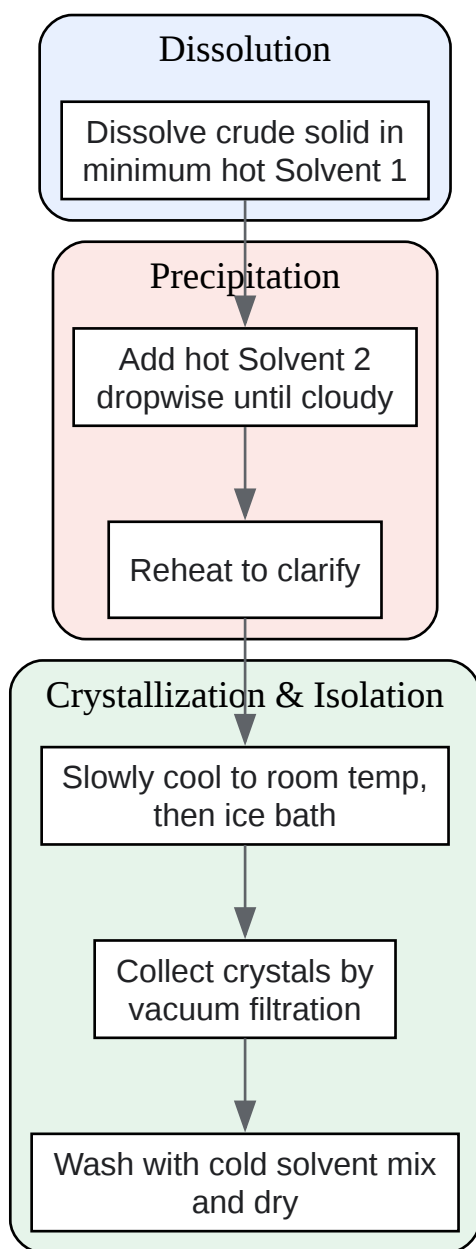 Dissolution
Dissolve crude solid in
minimum hot Solvent 1
Precipitation
Add hot Solvent 2
dropwise until cloudy
Reheat to clarify
Crystallization & Isolation
Slowly cool to room temp,
then ice bath
Collect crystals by
vacuum filtration
Wash with cold solvent mix
and dry